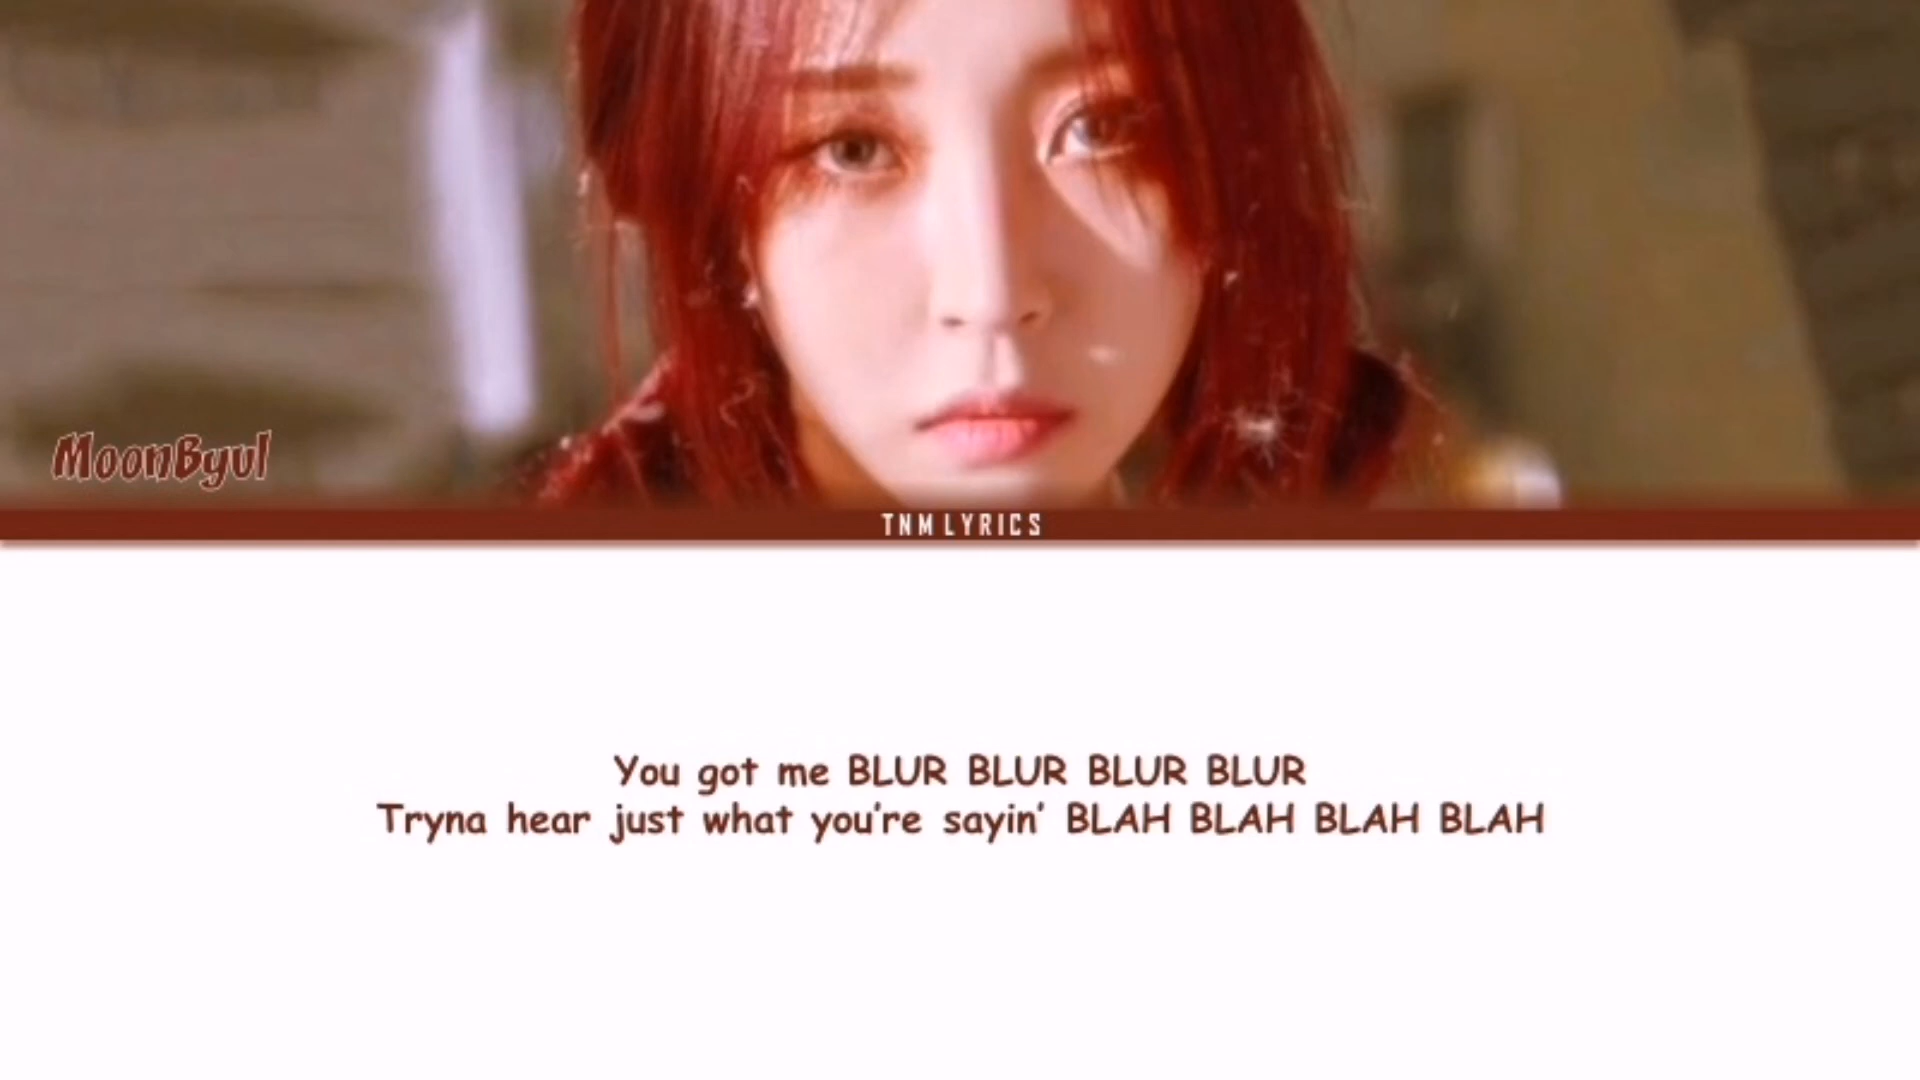 MoonByul
TNM LYRICS
You got me BLUR BLUR BLUR BLUR
Tryna hear just what you're sayin' BLAH BLAH BLAH BLAH